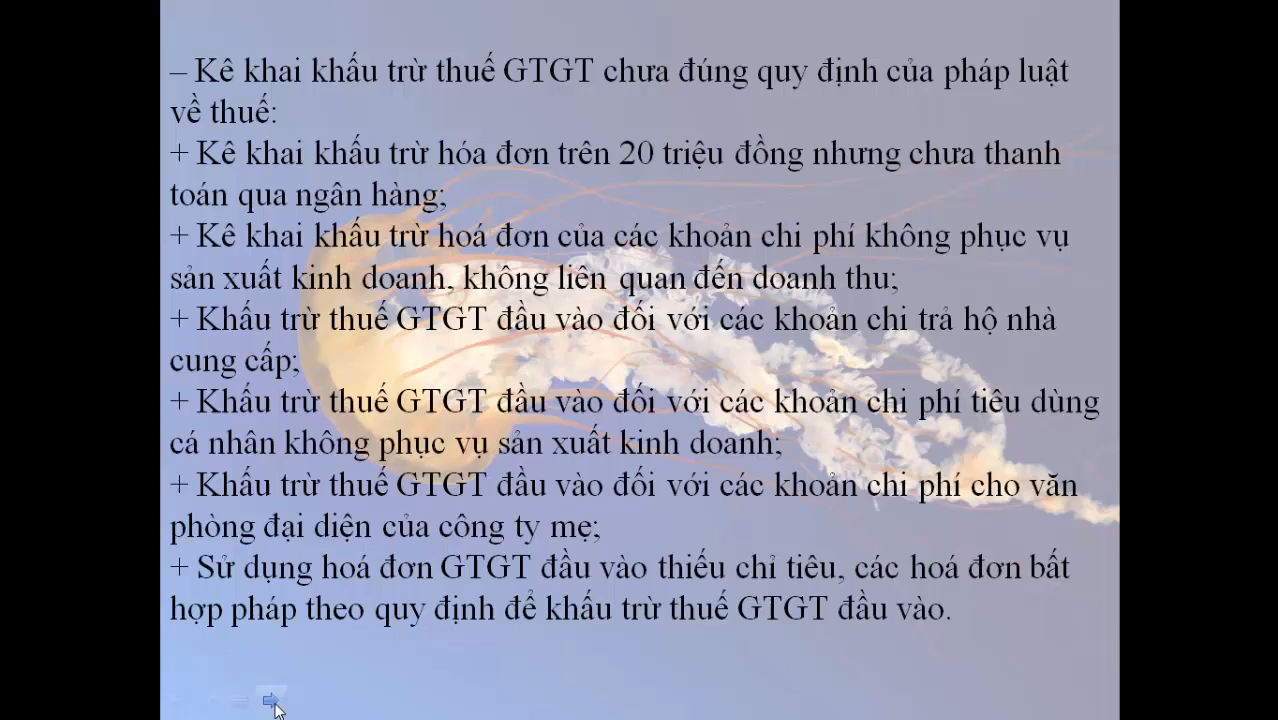 – Kê khai khấu trừ thuế GTGT chưa đúng quy định của pháp luật
về thuế:
+ Kê khai khấu trừ hóa đơn trên 20 triệu đồng nhưng chưa thanh
toán qua ngân hàng;
+ Kê khai khấu trừ hoá đơn của các khoản chi phí không phục vụ
sản xuất kinh doanh, không liên quan đến doanh thu;
+ Khấu trừ thuế GTGT đầu vào đối với các khoản chi trả hộ nhà
cung cấp;
+ Khấu trừ thuế GTGT đầu vào đối với các khoản chi phí tiêu dùng
cá nhân không phục vụ sản xuất kinh doanh;
+ Khấu trừ thuế GTGT đầu vào đối với các khoản chi phí cho văn
phòng đại diện của công ty mẹ;
+ Sử dụng hoá đơn GTGT đầu vào thiếu chỉ tiêu, các hoá đơn bất
hợp pháp theo quy định để khấu trừ thuế GTGT đầu vào.